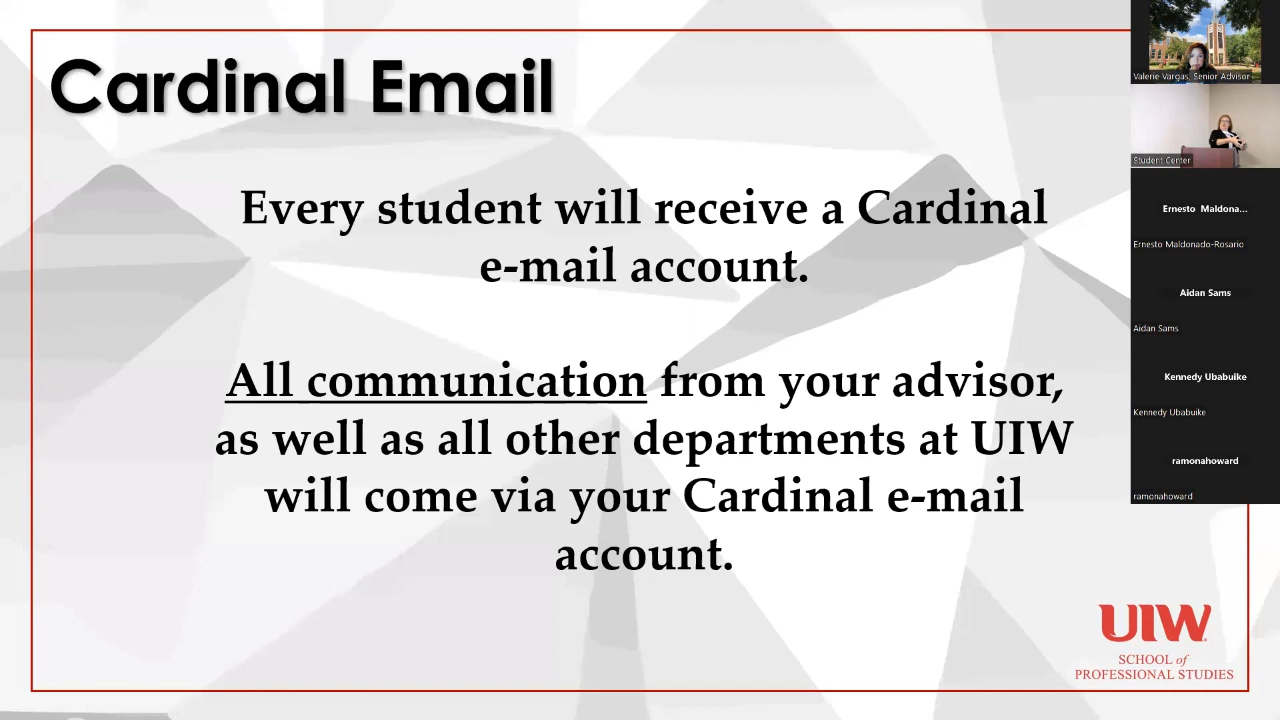 Cardinal Email
Every student will receive a Cardinal
e-mail account.
All communication from your advisor,
as well as all other departments at UIW
will come via your Cardinal e-mail
account.
Valerie Vargas, Senior Advisor
Student Center
Ernesto Maldona...
Ernesto Maldonado-Rosario
Aidan Sams
Aidan Sams
Kennedy Ubabuike
Kennedy Ubabuike
ramonahoward
ramonahoward
UIW
SCHOOL of
PROFESSIONAL STUDIES